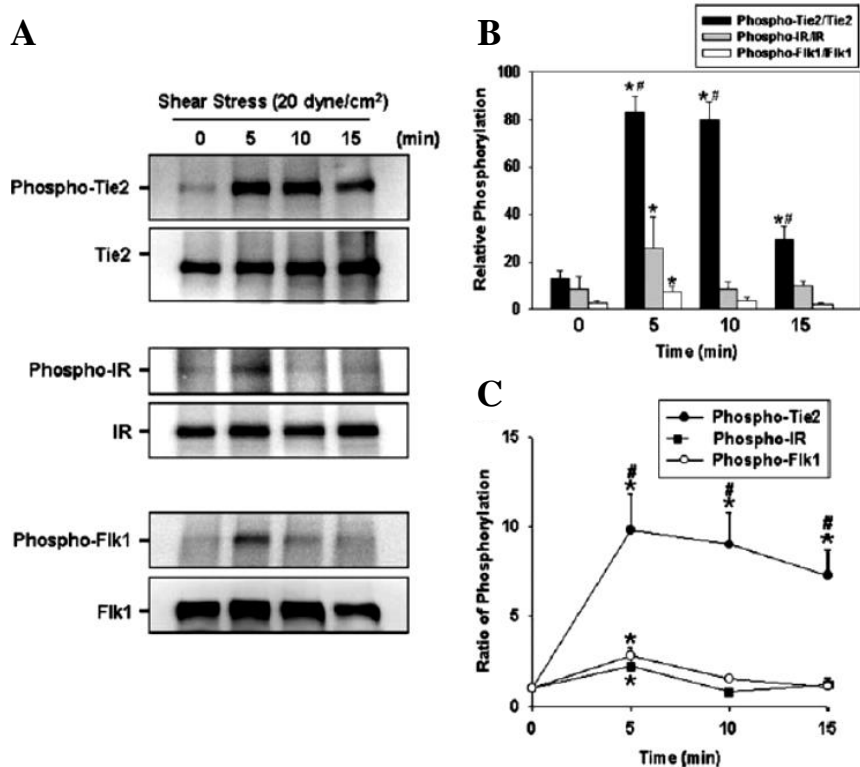 A
Shear Stress (20 dyne/cm²)
0 5 10 15 (min)
Phospho-Tie2
Tie2
Phospho-IR
IR
Phospho-Flk1
Flk1
B
Phospho-Tie2/Tie2
Phospho-IR/IR
Phospho-Flk1/Flk1
Relative Phosphorylation
100
80
60
40
20
0
*#
*
*
*#
*#
0 5 10 15
Time (min)
C
Phospho-Tie2
Phospho-IR
Phospho-Flk1
Ratio of Phosphorylation
15
10
5
0
#
*
#
*
#
*
*
*
0 5 10 15
Time (min)